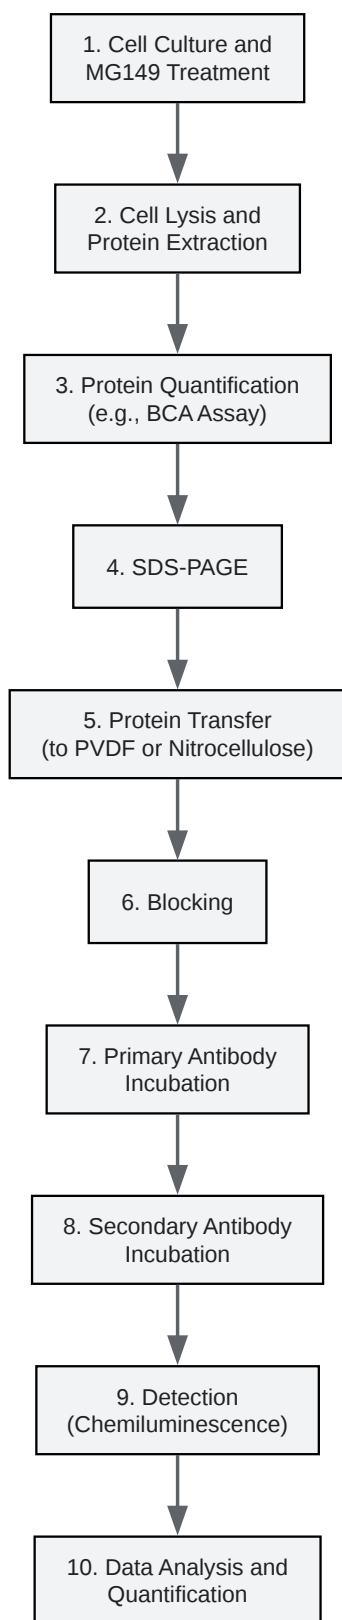 1. Cell Culture and
MG149 Treatment
2. Cell Lysis and
Protein Extraction
3. Protein Quantification
(e.g., BCA Assay)
4. SDS-PAGE
5. Protein Transfer
(to PVDF or Nitrocellulose)
6. Blocking
7. Primary Antibody
Incubation
8. Secondary Antibody
Incubation
9. Detection
(Chemiluminescence)
10. Data Analysis and
Quantification